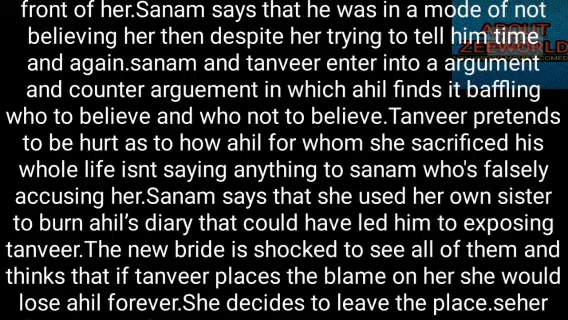 front of her.Sanam says that he was in a mode of not
believing her then despite her trying to tell him time
and again.sanam and tanveer enter into a argument
and counter arguement in which ahil finds it baffling
who to believe and who not to believe.Tanveer pretends
to be hurt as to how ahil for whom she sacrificed his
whole life isnt saying anything to sanam who's falsely
accusing her.Sanam says that she used her own sister
to burn ahil’s diary that could have led him to exposing
tanveer.The new bride is shocked to see all of them and
thinks that if tanveer places the blame on her she would
lose ahil forever.She decides to leave the place.seher
ABOUT
ZEEWORLD